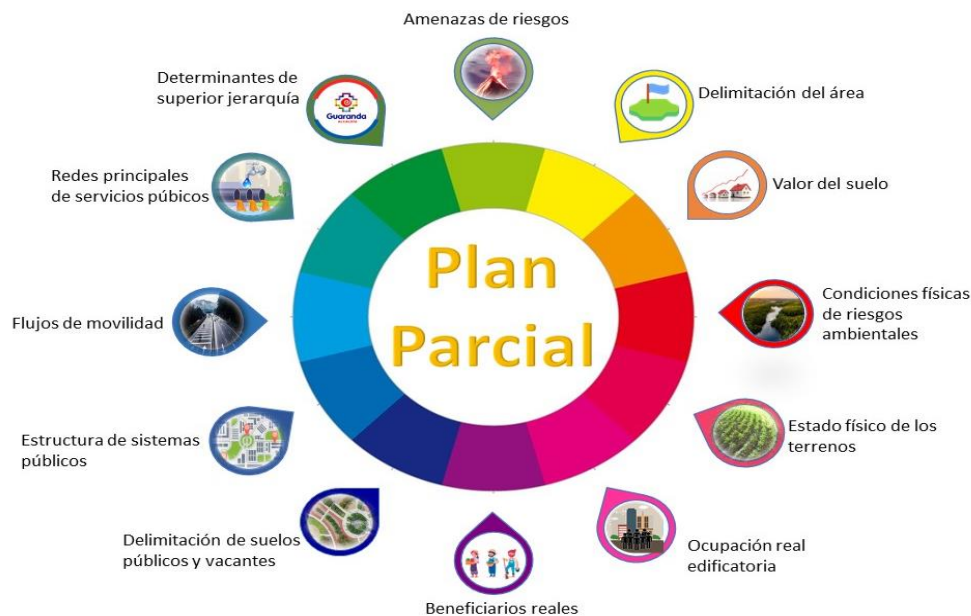 Amenazas de riesgos
Delimitación del área
Valor del suelo
Condiciones físicas
de riesgos
ambientales
Estado físico de los
terrenos
Ocupación real
edificatoria
Beneficiarios reales
Delimitación de suelos
públicos y vacantes
Estructura de sistemas
públicos
Flujos de movilidad
Redes principales
de servicios púbicos
Determinantes de
superior jerarquía
Guaranda
Plan
Parcial